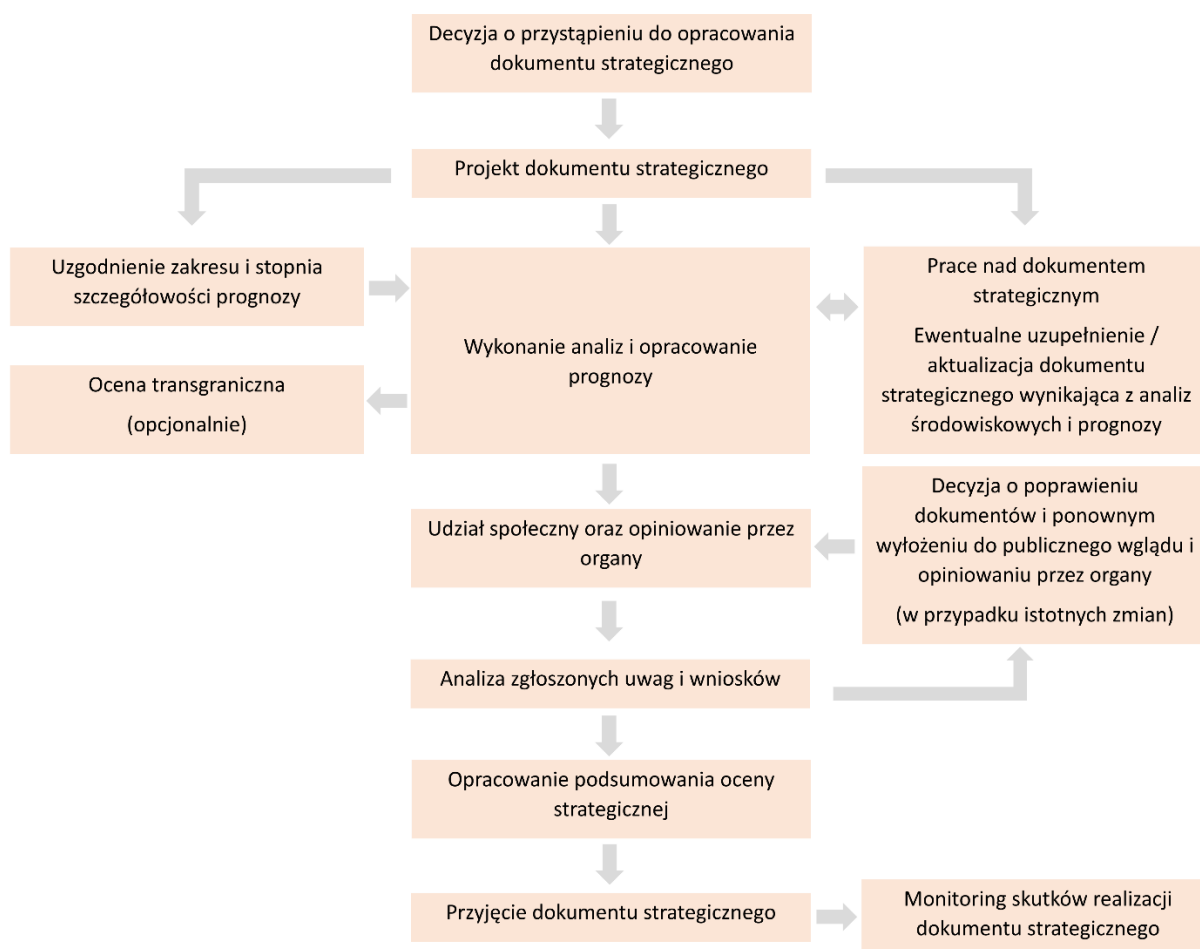 Decyzja o przystąpieniu do opracowania
dokumentu strategicznego
Projekt dokumentu strategicznego
Uzgodnienie zakresu i stopnia
szczegółowości prognozy
Wykonanie analiz i opracowanie
prognozy
Prace nad dokumentem
strategicznym
Ewentualne uzupełnienie /
aktualizacja dokumentu
strategicznego wynikająca z analiz
środowiskowych i prognozy
Ocena transgraniczna
(opcjonalnie)
Udział społeczny oraz opiniowanie przez
organy
Decyzja o poprawieniu
dokumentów i ponownym
wyłożeniu do publicznego wglądu i
opiniowaniu przez organy
(w przypadku istotnych zmian)
Analiza zgłoszonych uwag i wniosków
Opracowanie podsumowania oceny
strategicznej
Przyjęcie dokumentu strategicznego
Monitoring skutków realizacji
dokumentu strategicznego